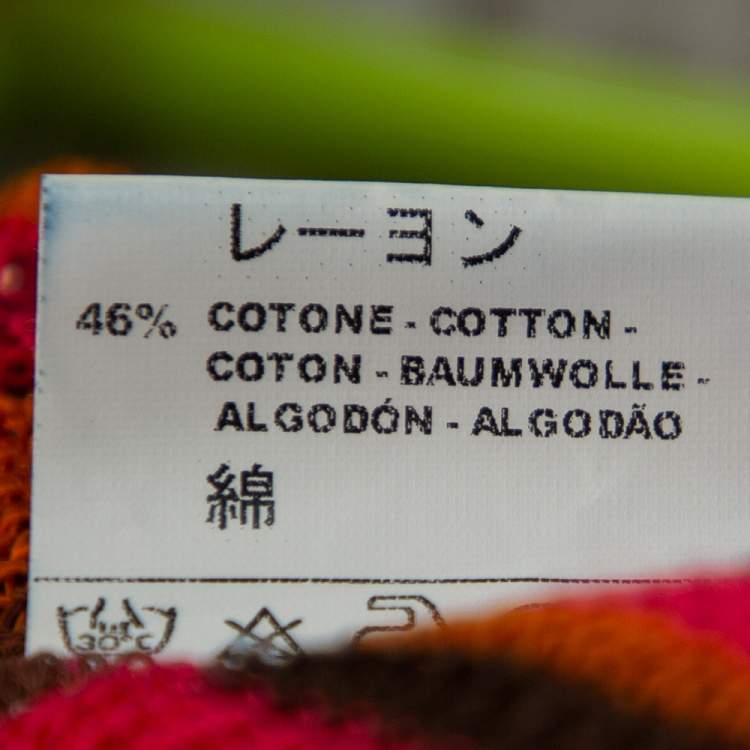 レーヨン
46% COTONE - COTTON -
COTON - BAUMWOLLE -
ALGODÓN - ALGODÃO
綿
30°C